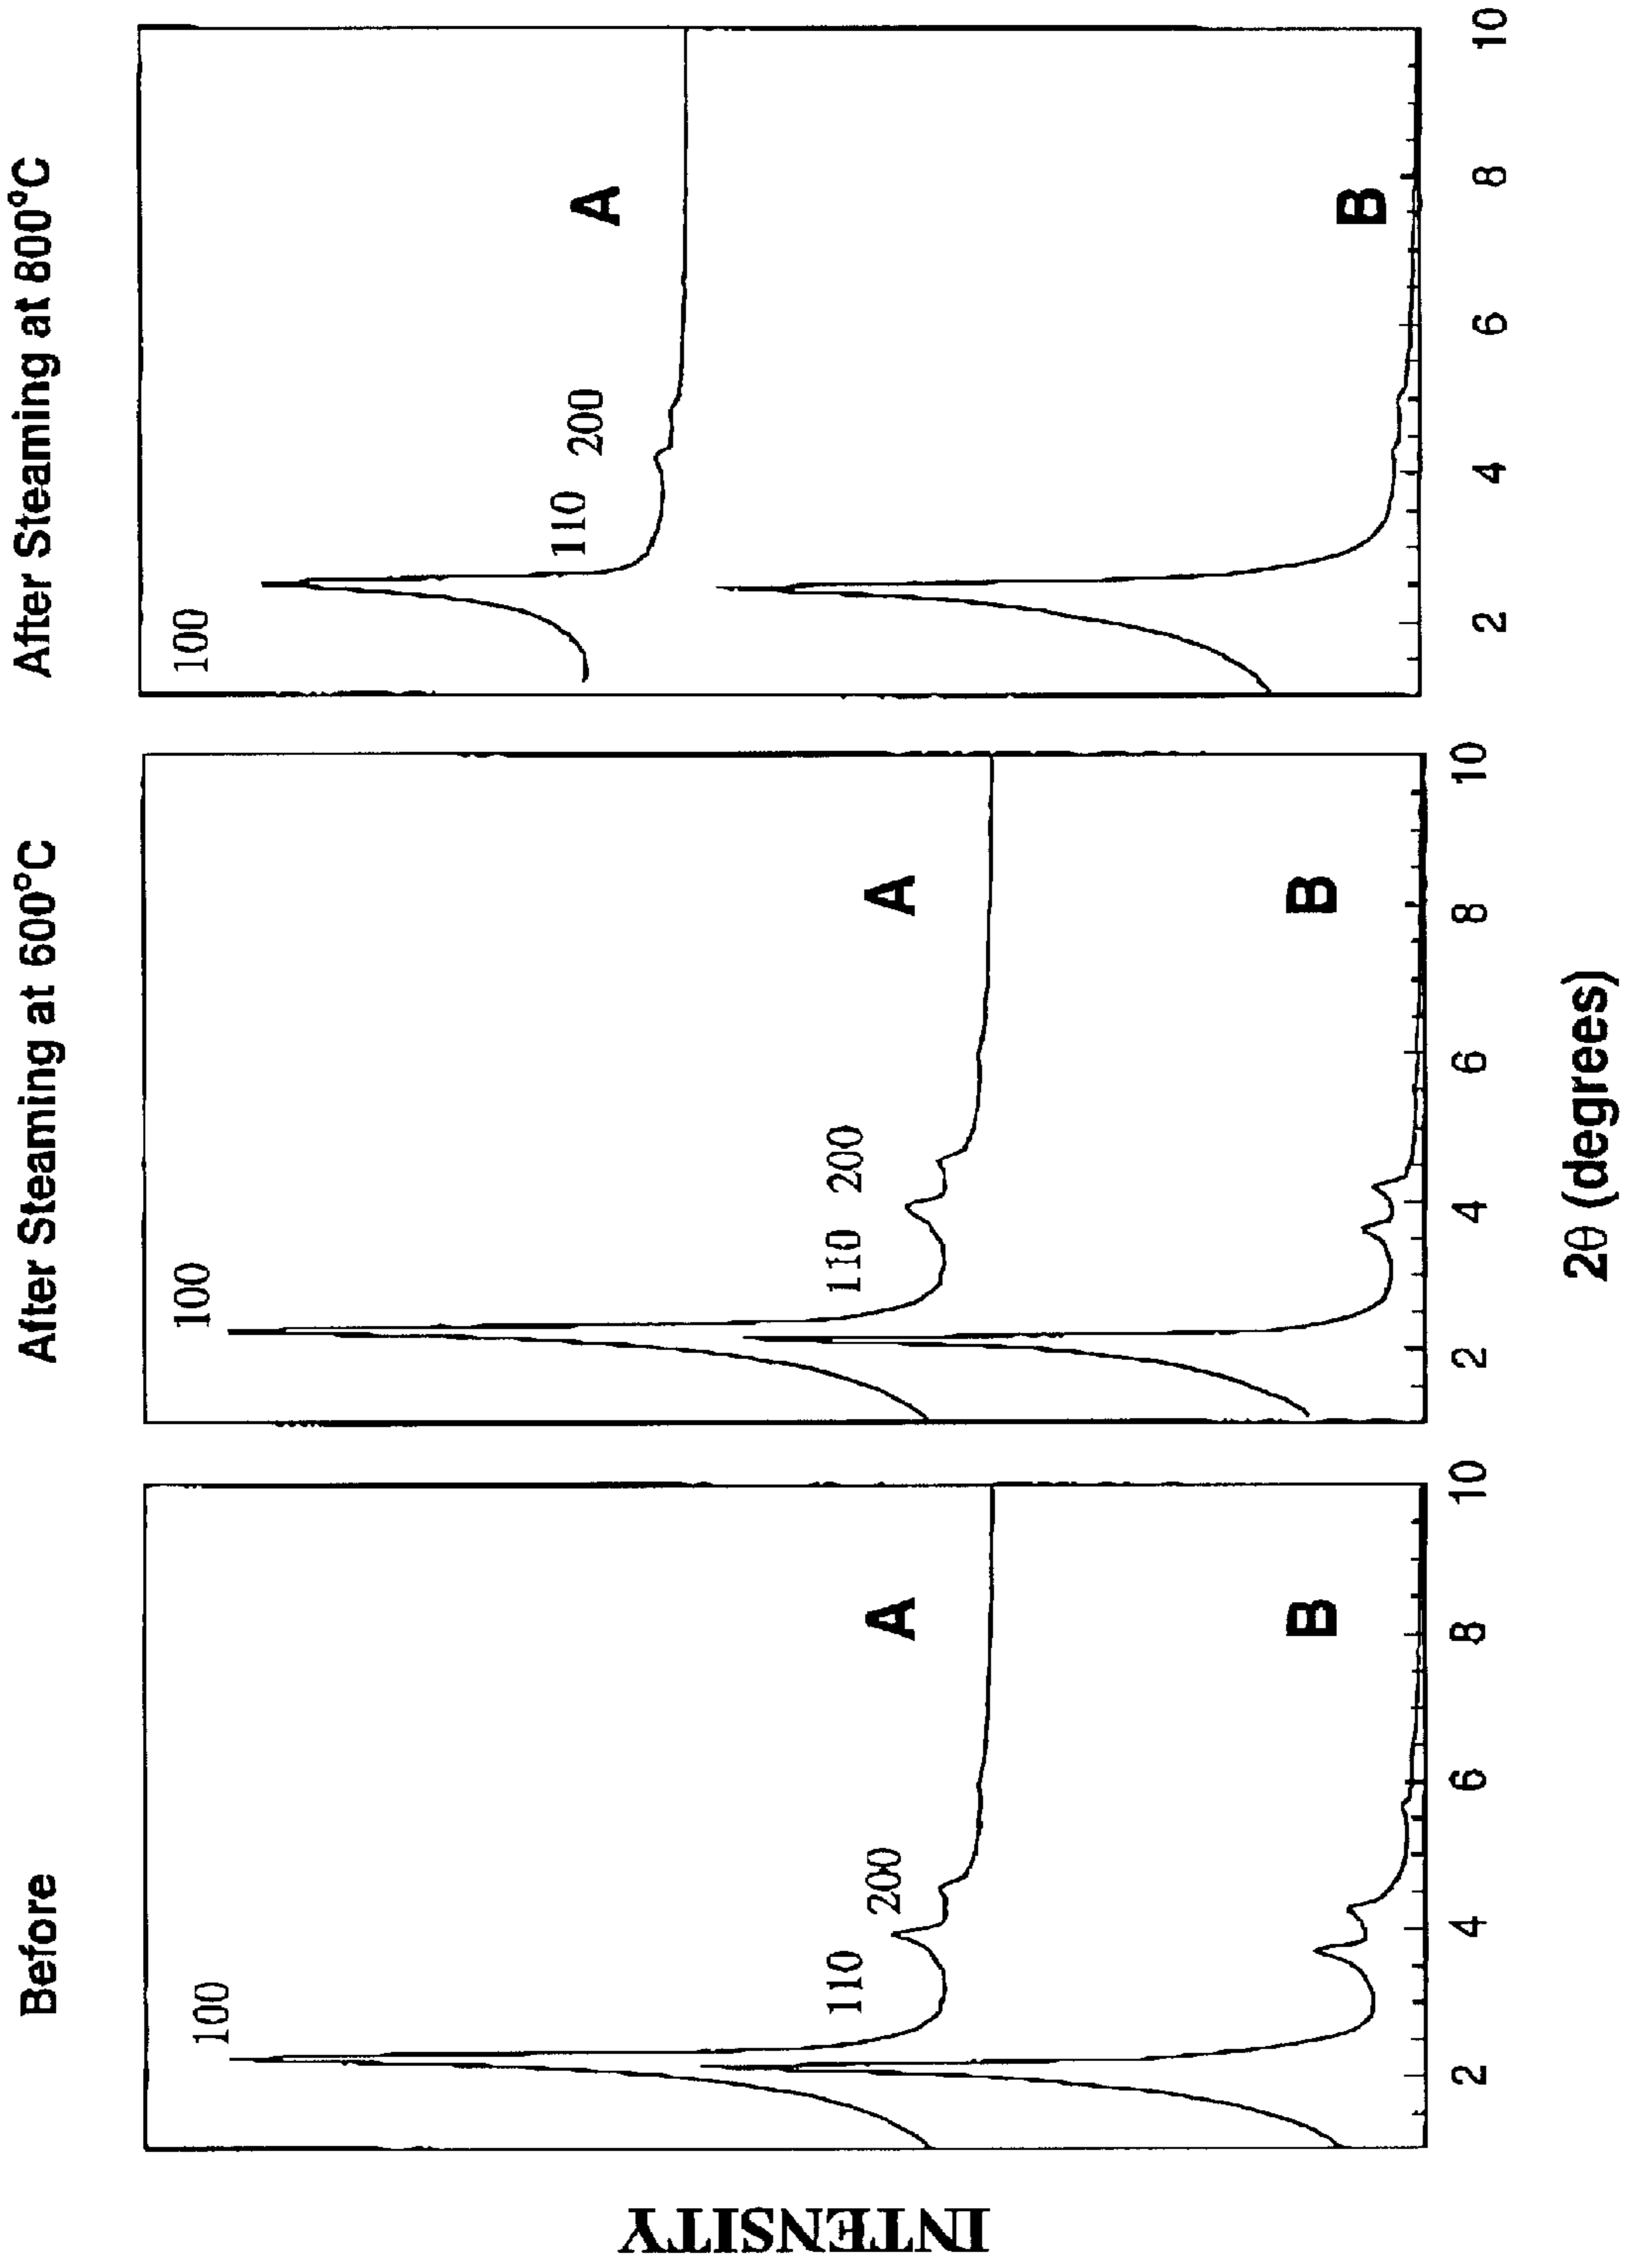 Before
After Steaming at 600°C
After Steaming at 800°C
INTENSITY
100
110
200
A
B
2
4
6
8
10
100
110
200
A
B
2
4
6
8
10
100
110
200
A
B
2
4
6
8
10
2θ (degrees)